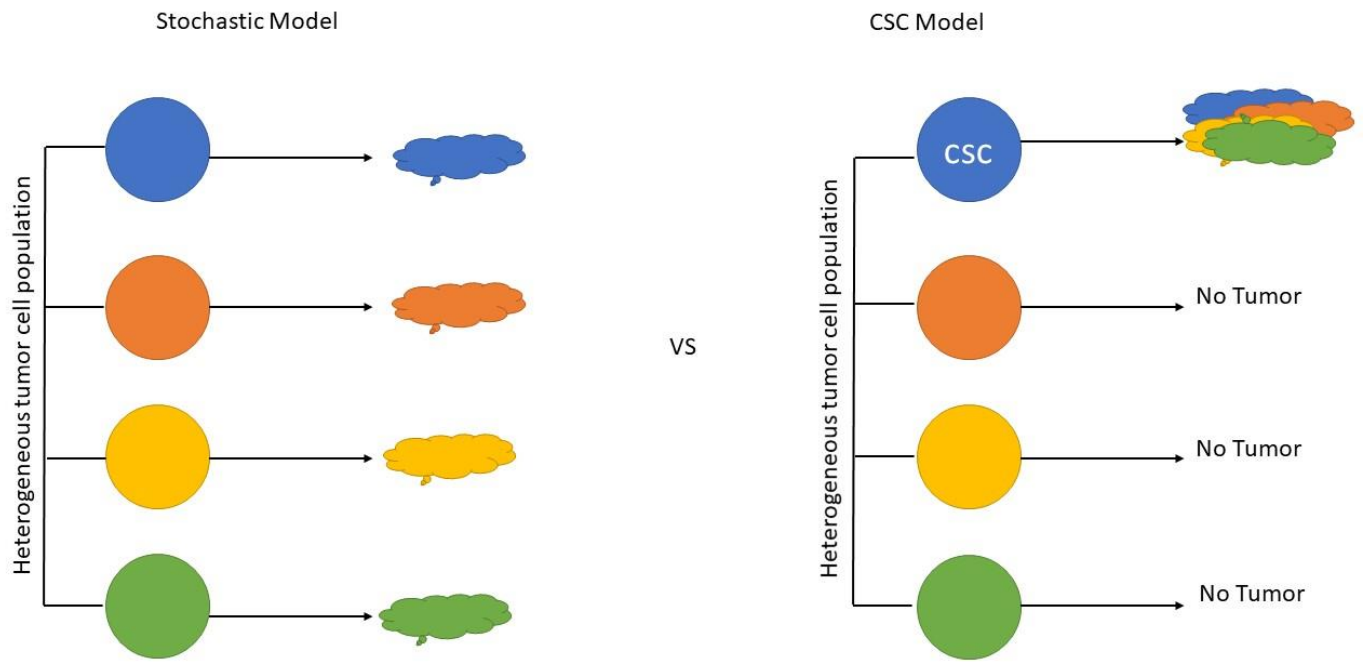 Stochastic Model
Heterogeneous tumor cell population
VS
CSC Model
Heterogeneous tumor cell population
CSC
No Tumor
No Tumor
No Tumor